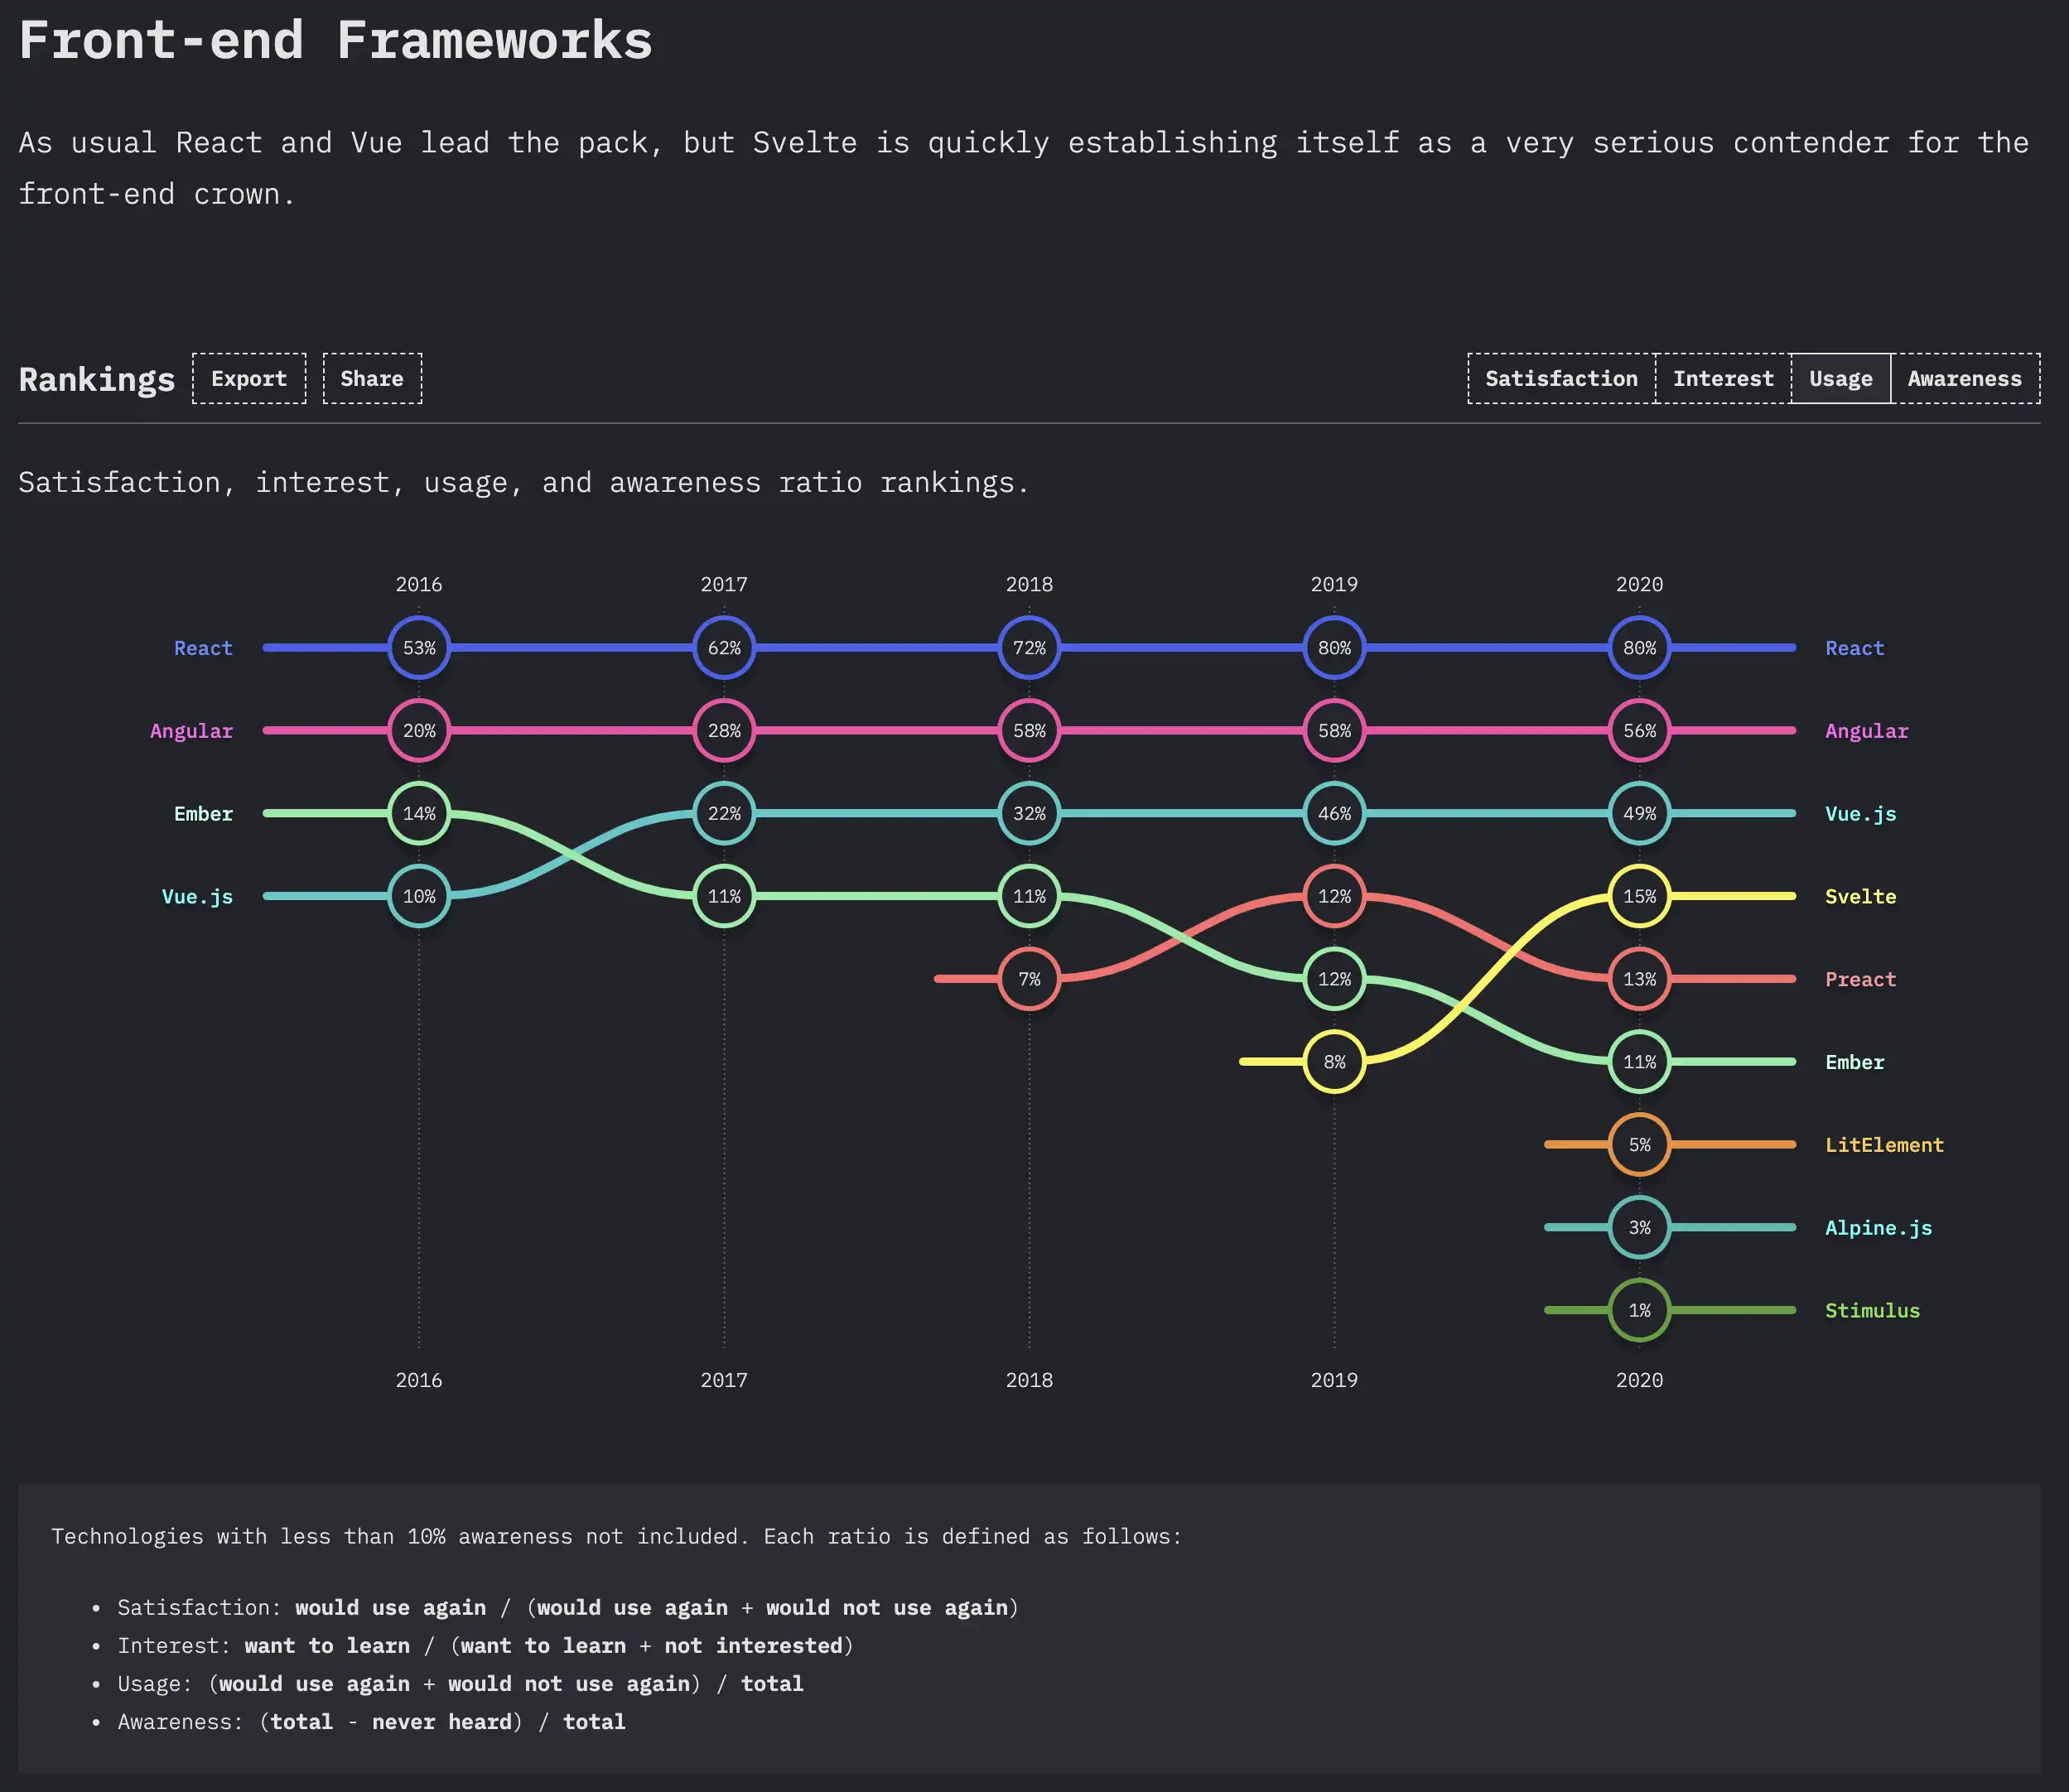 Front-end Frameworks
As usual React and Vue lead the pack, but Svelte is quickly establishing itself as a very serious contender for the
front-end crown.
Rankings Export Share Satisfaction Interest Usage Awareness
Satisfaction, interest, usage, and awareness ratio rankings.
2016 2017 2018 2019 2020
React 53% 62% 72% 80% 80% React
Angular 20% 28% 58% 58% 56% Angular
Ember 14% 22% 32% 46% 49% Vue.js
Vue.js 10% 11% 11% 12% 15% Svelte
7% 12% 13% Preact
8% 11% Ember
5% LitElement
3% Alpine.js
1% Stimulus
2016 2017 2018 2019 2020
Technologies with less than 10% awareness not included. Each ratio is defined as follows:
• Satisfaction: would use again / (would use again + would not use again)
• Interest: want to learn / (want to learn + not interested)
• Usage: (would use again + would not use again) / total
• Awareness: (total - never heard) / total